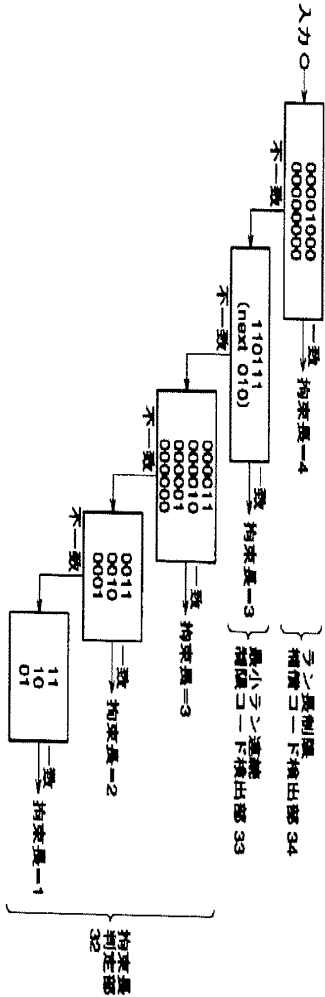 入力
00001000
00000000
一致
拘束長=4
不一致
ラン長制限
補償コード検出部 34
110111
(next 010)
一致
拘束長=3
不一致
最小ラン連続
制限コード検出部 33
000011
000010
000001
000000
一致
拘束長=3
不一致
0011
0010
0001
一致
拘束長=2
不一致
11
10
01
一致
拘束長=1
拘束長
判定部
32